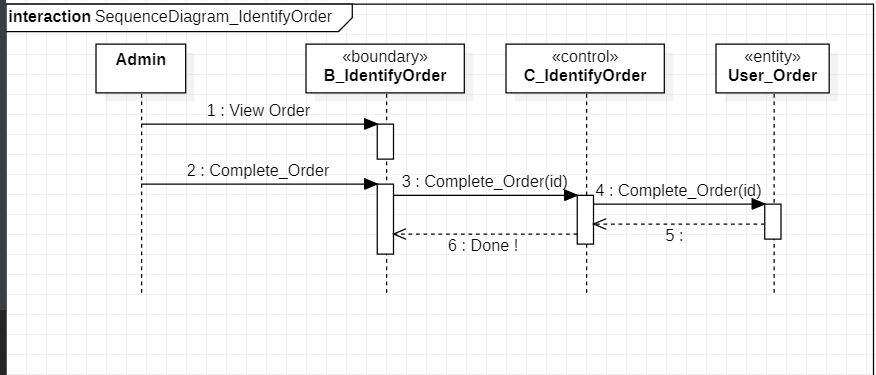 interaction SequenceDiagram_IdentifyOrder
Admin
«boundary»
B_IdentifyOrder
«control»
C_IdentifyOrder
«entity»
User_Order
1 : View Order
2 : Complete_Order
3 : Complete_Order(id)
4 : Complete_Order(id)
5 :
6 : Done !